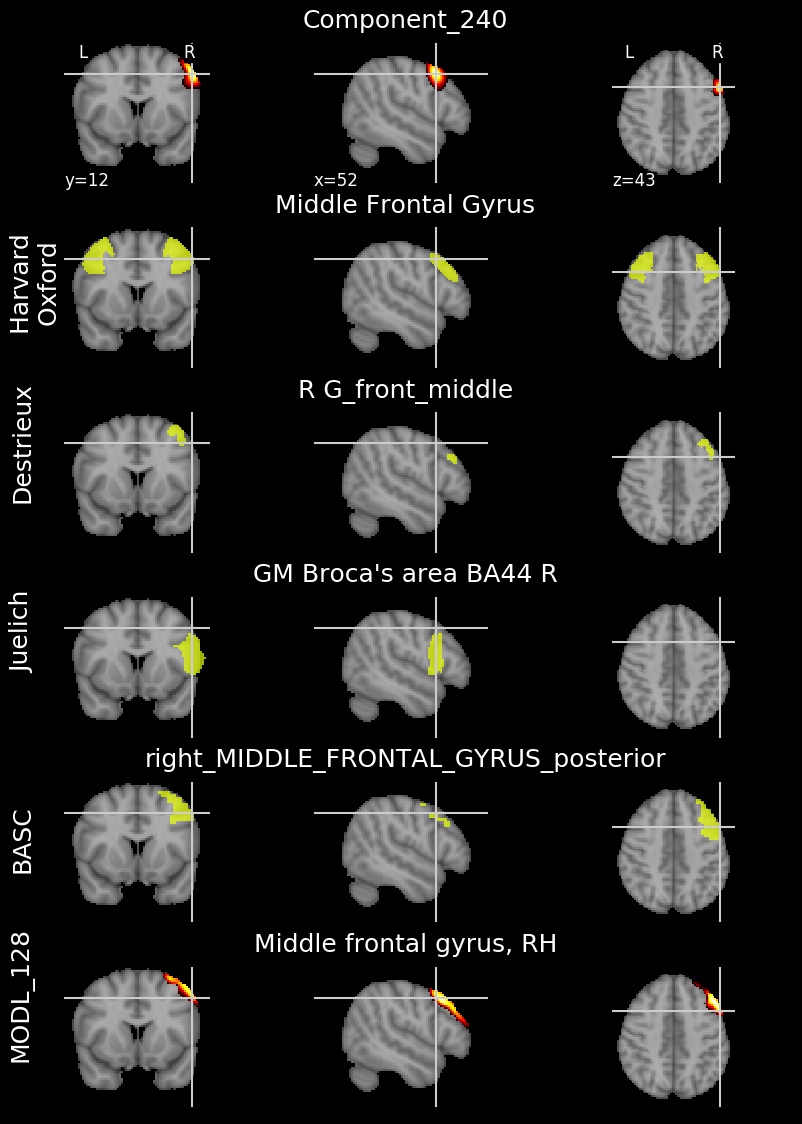 Component_240
L R
L R
y=12
x=52
z=43
Middle Frontal Gyrus
Harvard
Oxford
R G_front_middle
Destrieux
GM Broca's area BA44 R
Juelich
right_MIDDLE_FRONTAL_GYRUS_posterior
BASC
Middle frontal gyrus, RH
MODL_128